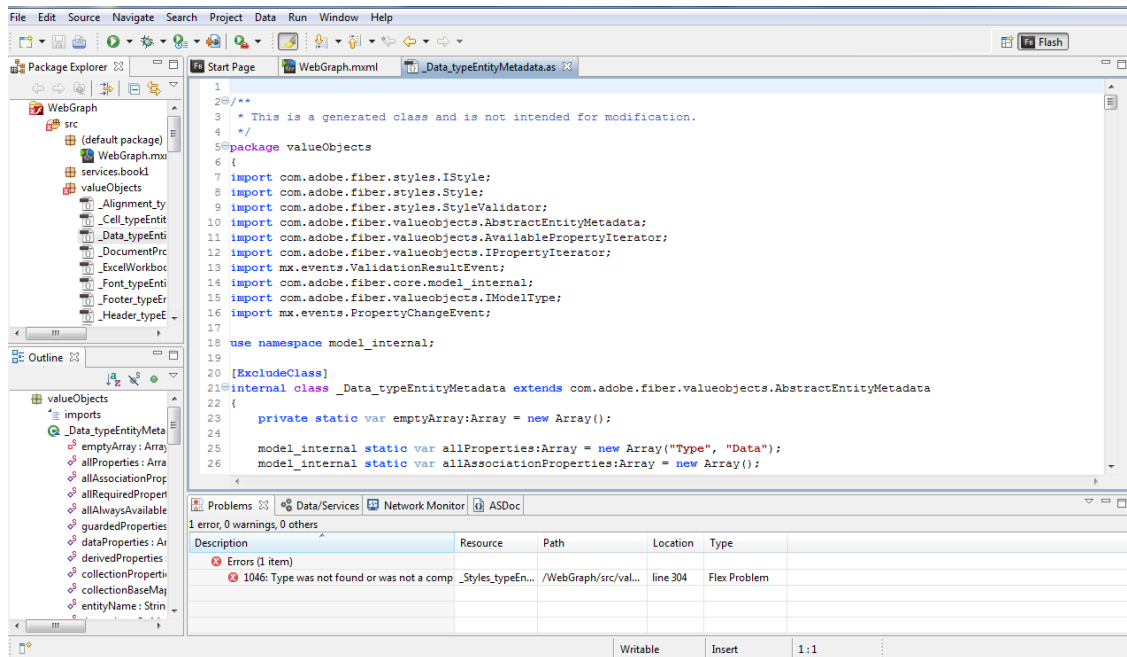 File Edit Source Navigate Search Project Data Run Window Help
Fb Flash
Package Explorer
Start Page WebGraph.mxml _Data_typeEntityMetadata.as
WebGraph
src
(default package)
WebGraph.mxi
services.book1
valueObjects
_Alignment_ty
_Cell_typeEntit
_Data_typeEnti
_DocumentPrc
_ExcelWorkboc
_Font_typeEnti
_Footer_typeEr
_Header_typeE
Outline
valueObjects
imports
_Data_typeEntityMeta
emptyArray : Array
allProperties : Arra
allAssociationProp
allRequiredPropert
allAlwaysAvailable
guardedProperties
dataProperties : Ar
derivedProperties :
collectionProperti
collectionBaseMap
entityName : Strin
1
2 /**
3 * This is a generated class and is not intended for modification.
4 */
5 package valueObjects
6 {
7 import com.adobe.fiber.styles.IStyle;
8 import com.adobe.fiber.styles.Style;
9 import com.adobe.fiber.styles.StyleValidator;
10 import com.adobe.fiber.valueobjects.AbstractEntityMetadata;
11 import com.adobe.fiber.valueobjects.AvailablePropertyIterator;
12 import com.adobe.fiber.valueobjects.IPropertyIterator;
13 import mx.events.ValidationResultEvent;
14 import com.adobe.fiber.core.model_internal;
15 import com.adobe.fiber.valueobjects.IModelType;
16 import mx.events.PropertyChangeEvent;
17
18 use namespace model_internal;
19
20 [ExcludeClass]
21 internal class _Data_typeEntityMetadata extends com.adobe.fiber.valueobjects.AbstractEntityMetadata
22 {
23 private static var emptyArray:Array = new Array();
24
25 model_internal static var allProperties:Array = new Array("Type", "Data");
26 model_internal static var allAssociationProperties:Array = new Array();
Problems Data/Services Network Monitor ASDoc
1 error, 0 warnings, 0 others
Description Resource Path Location Type
Errors (1 item)
1046: Type was not found or was not a comp _Styles_typeEn... /WebGraph/src/val... line 304 Flex Problem
Writable Insert 1 : 1